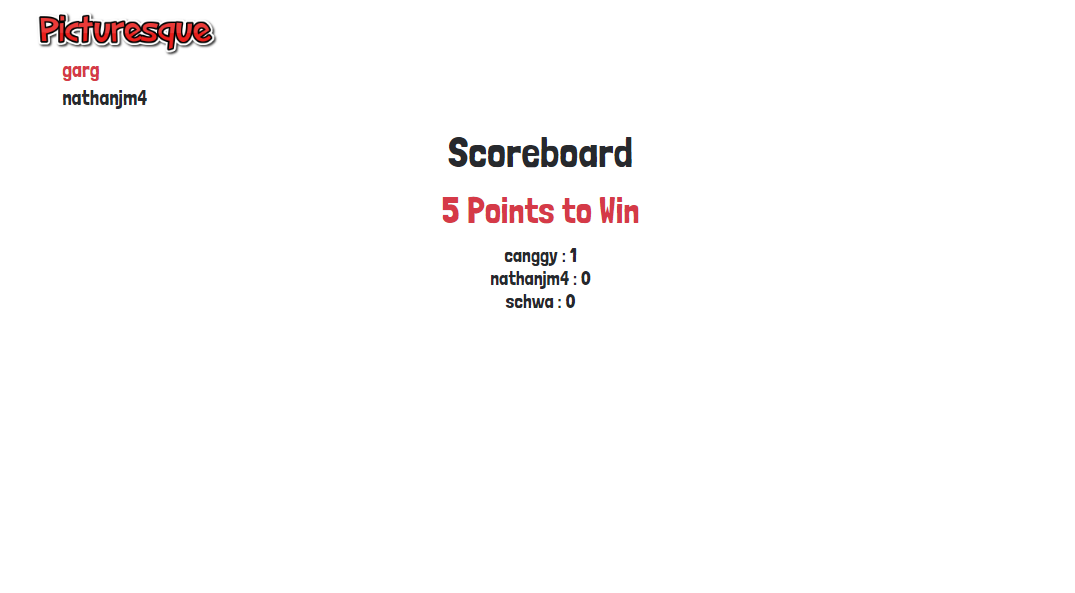 Picturesque
garg
nathanjm4
Scoreboard
5 Points to Win
canggy : 1
nathanjm4 : 0
schwa : 0